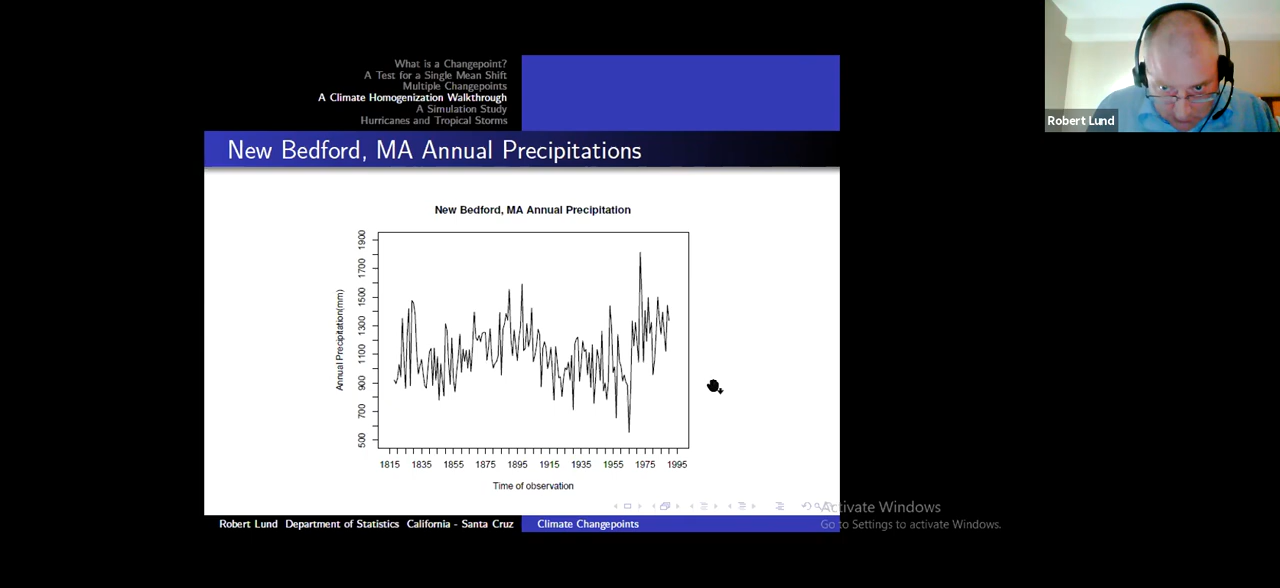 What is a Changepoint?
A Test for a Single Mean Shift
Multiple Changepoints
A Climate Homogenization Walkthrough
A Simulation Study
Hurricanes and Tropical Storms
Robert Lund
New Bedford, MA Annual Precipitations
New Bedford, MA Annual Precipitation
Annual Precipitation(mm)
1900
1700
1500
1300
1100
900
700
500
1815 1835 1855 1875 1895 1915 1935 1955 1975 1995
Time of observation
Activate Windows
Go to Settings to activate Windows.
Robert Lund Department of Statistics California - Santa Cruz Climate Changepoints